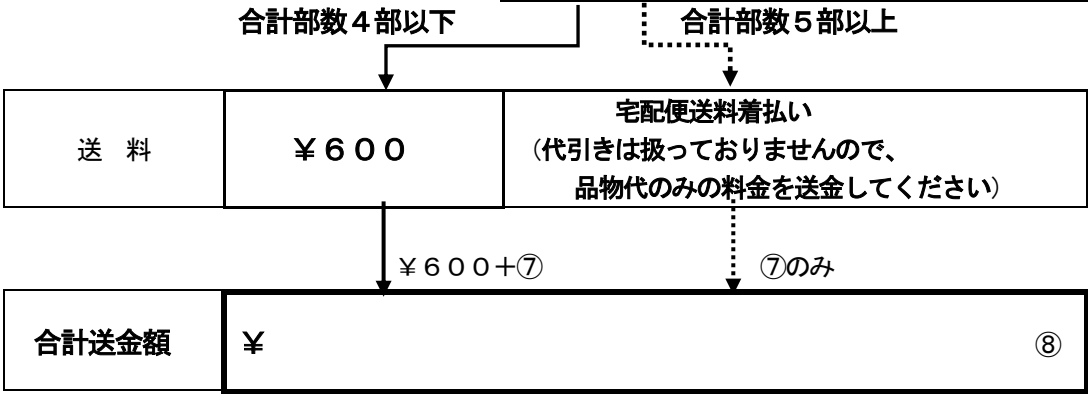 合計部数４部以下
合計部数５部以上
送　料
￥６００
宅配便送料着払い
（代引きは扱っておりませんので、
品物代のみの料金を送金してください）
￥６００＋⑦
⑦のみ
合計送金額
￥
⑧